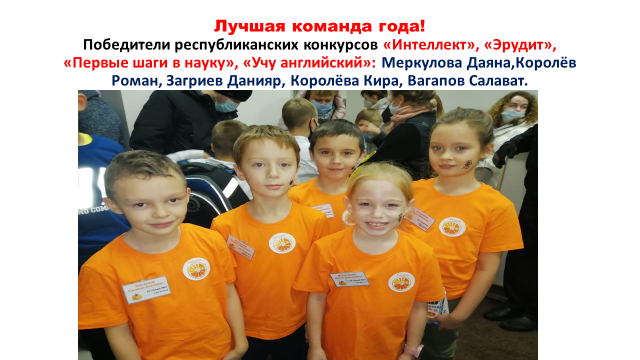 Лучшая команда года!
Победители республиканских конкурсов «Интеллект», «Эрудит»,
«Первые шаги в науку», «Учу английский»: Меркулова Даяна,Королёв
Роман, Загриев Данияр, Королёва Кира, Вагапов Салават.